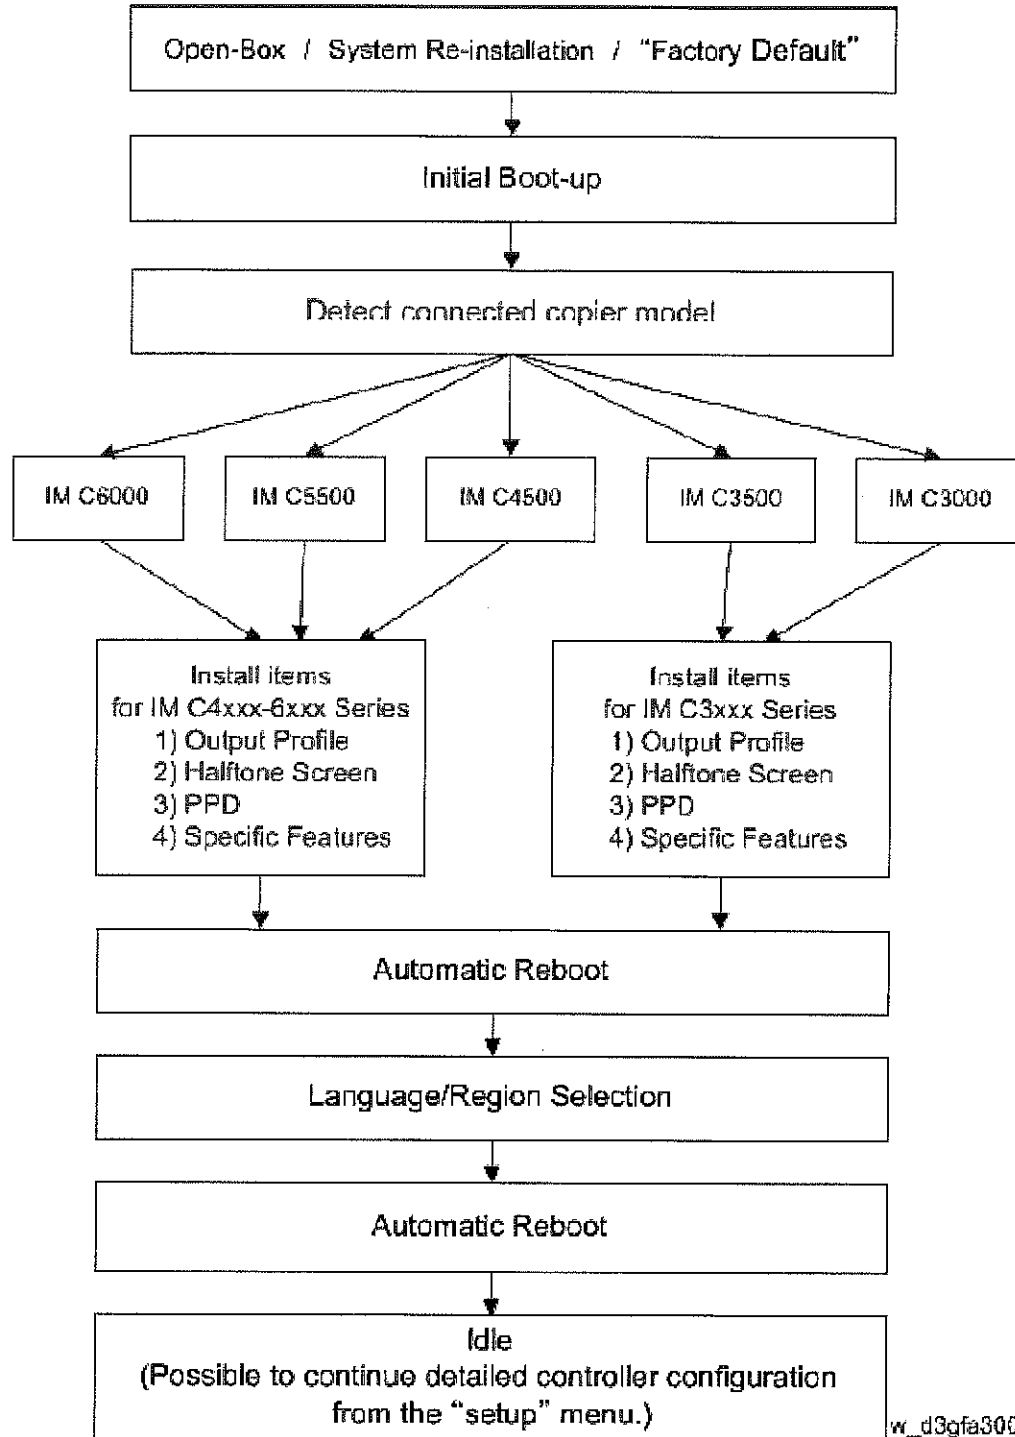 Open-Box / System Re-installation / “Factory Default”
Initial Boot-up
Detect connected copier model
IM C6000
IM C5500
IM C4500
IM C3500
IM C3000
Install items
for IM C4xxx-6xxx Series
1) Output Profile
2) Halftone Screen
3) PPD
4) Specific Features
Install items
for IM C3xxx Series
1) Output Profile
2) Halftone Screen
3) PPD
4) Specific Features
Automatic Reboot
Language/Region Selection
Automatic Reboot
Idle
(Possible to continue detailed controller configuration
from the “setup” menu.)
w_d3gfa300